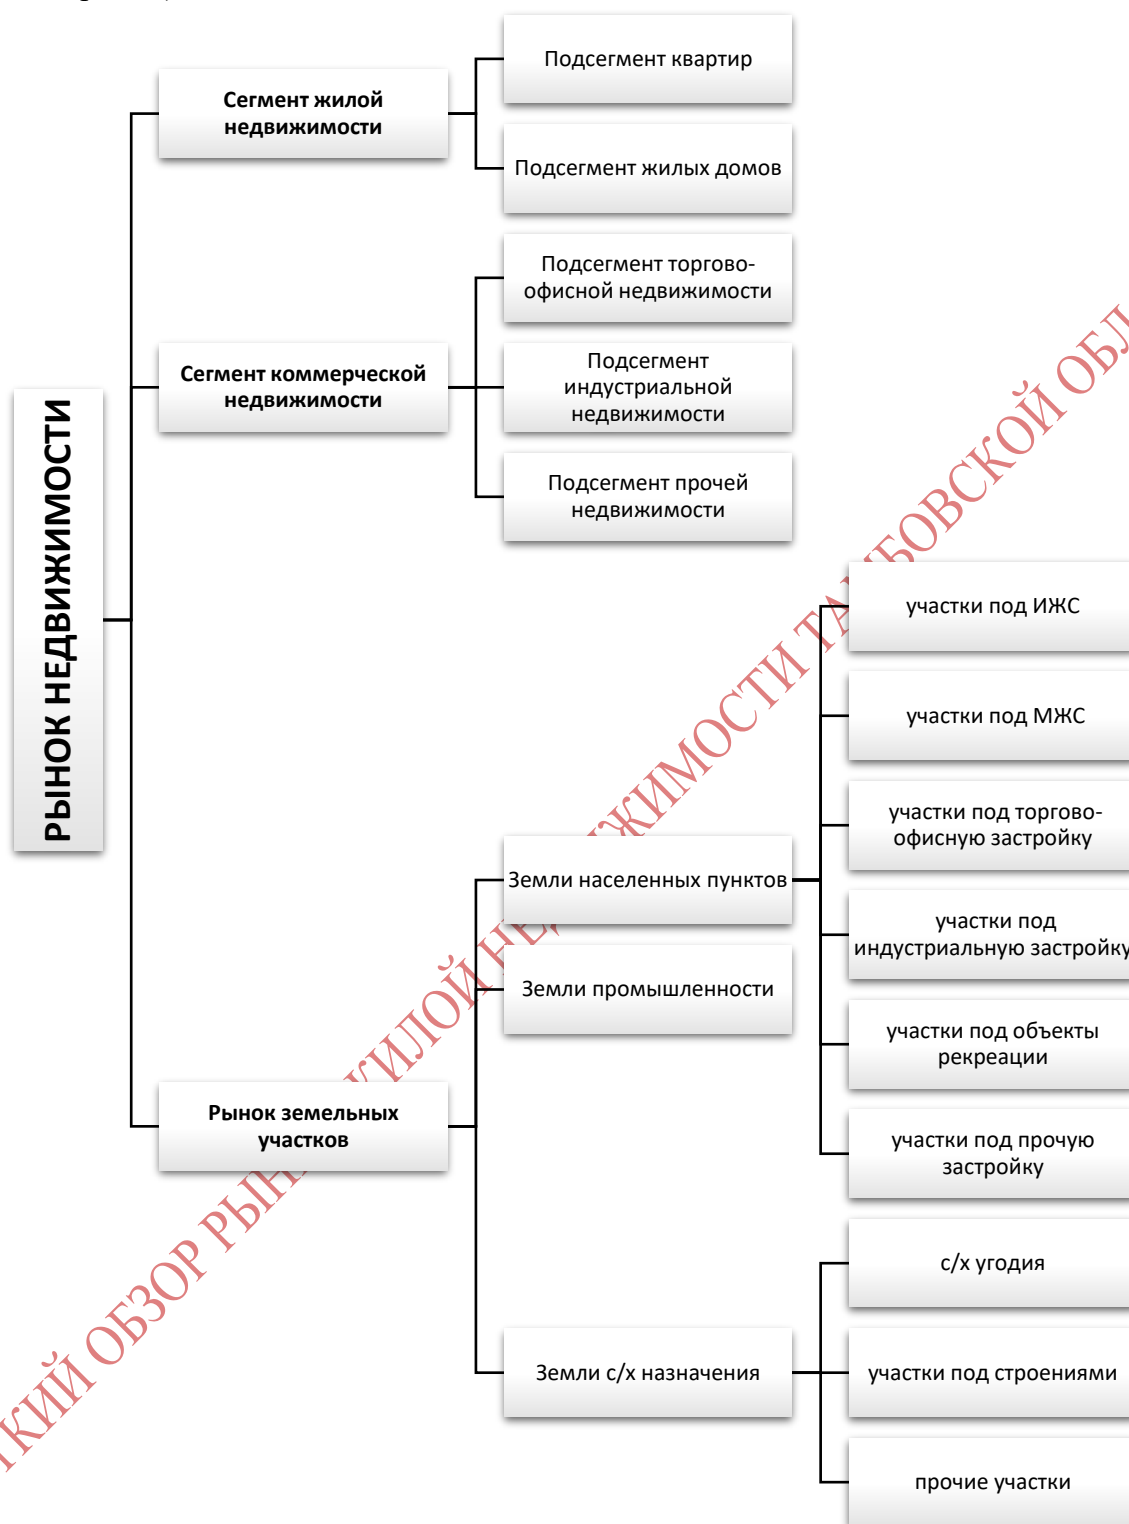 РЫНОК НЕДВИЖИМОСТИ
Сегмент жилой
недвижимости
Подсегмент квартир
Подсегмент жилых домов
Сегмент коммерческой
недвижимости
Подсегмент торгово-
офисной недвижимости
Подсегмент
индустриальной
недвижимости
Подсегмент прочей
недвижимости
Рынок земельных
участков
Земли населенных пунктов
участки под ИЖС
участки под МЖС
участки под торгово-
офисную застройку
участки под
индустриальную застройку
участки под объекты
рекреации
участки под прочую
застройку
Земли промышленности
Земли с/х назначения
с/х угодия
участки под строениями
прочие участки
ОБЗОР